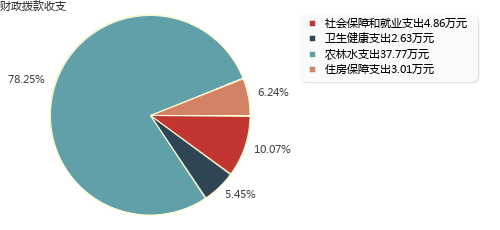 财政拨款收支
社会保障和就业支出4.86万元
卫生健康支出2.63万元
农林水支出37.77万元
住房保障支出3.01万元
78.25%
6.24%
10.07%
5.45%